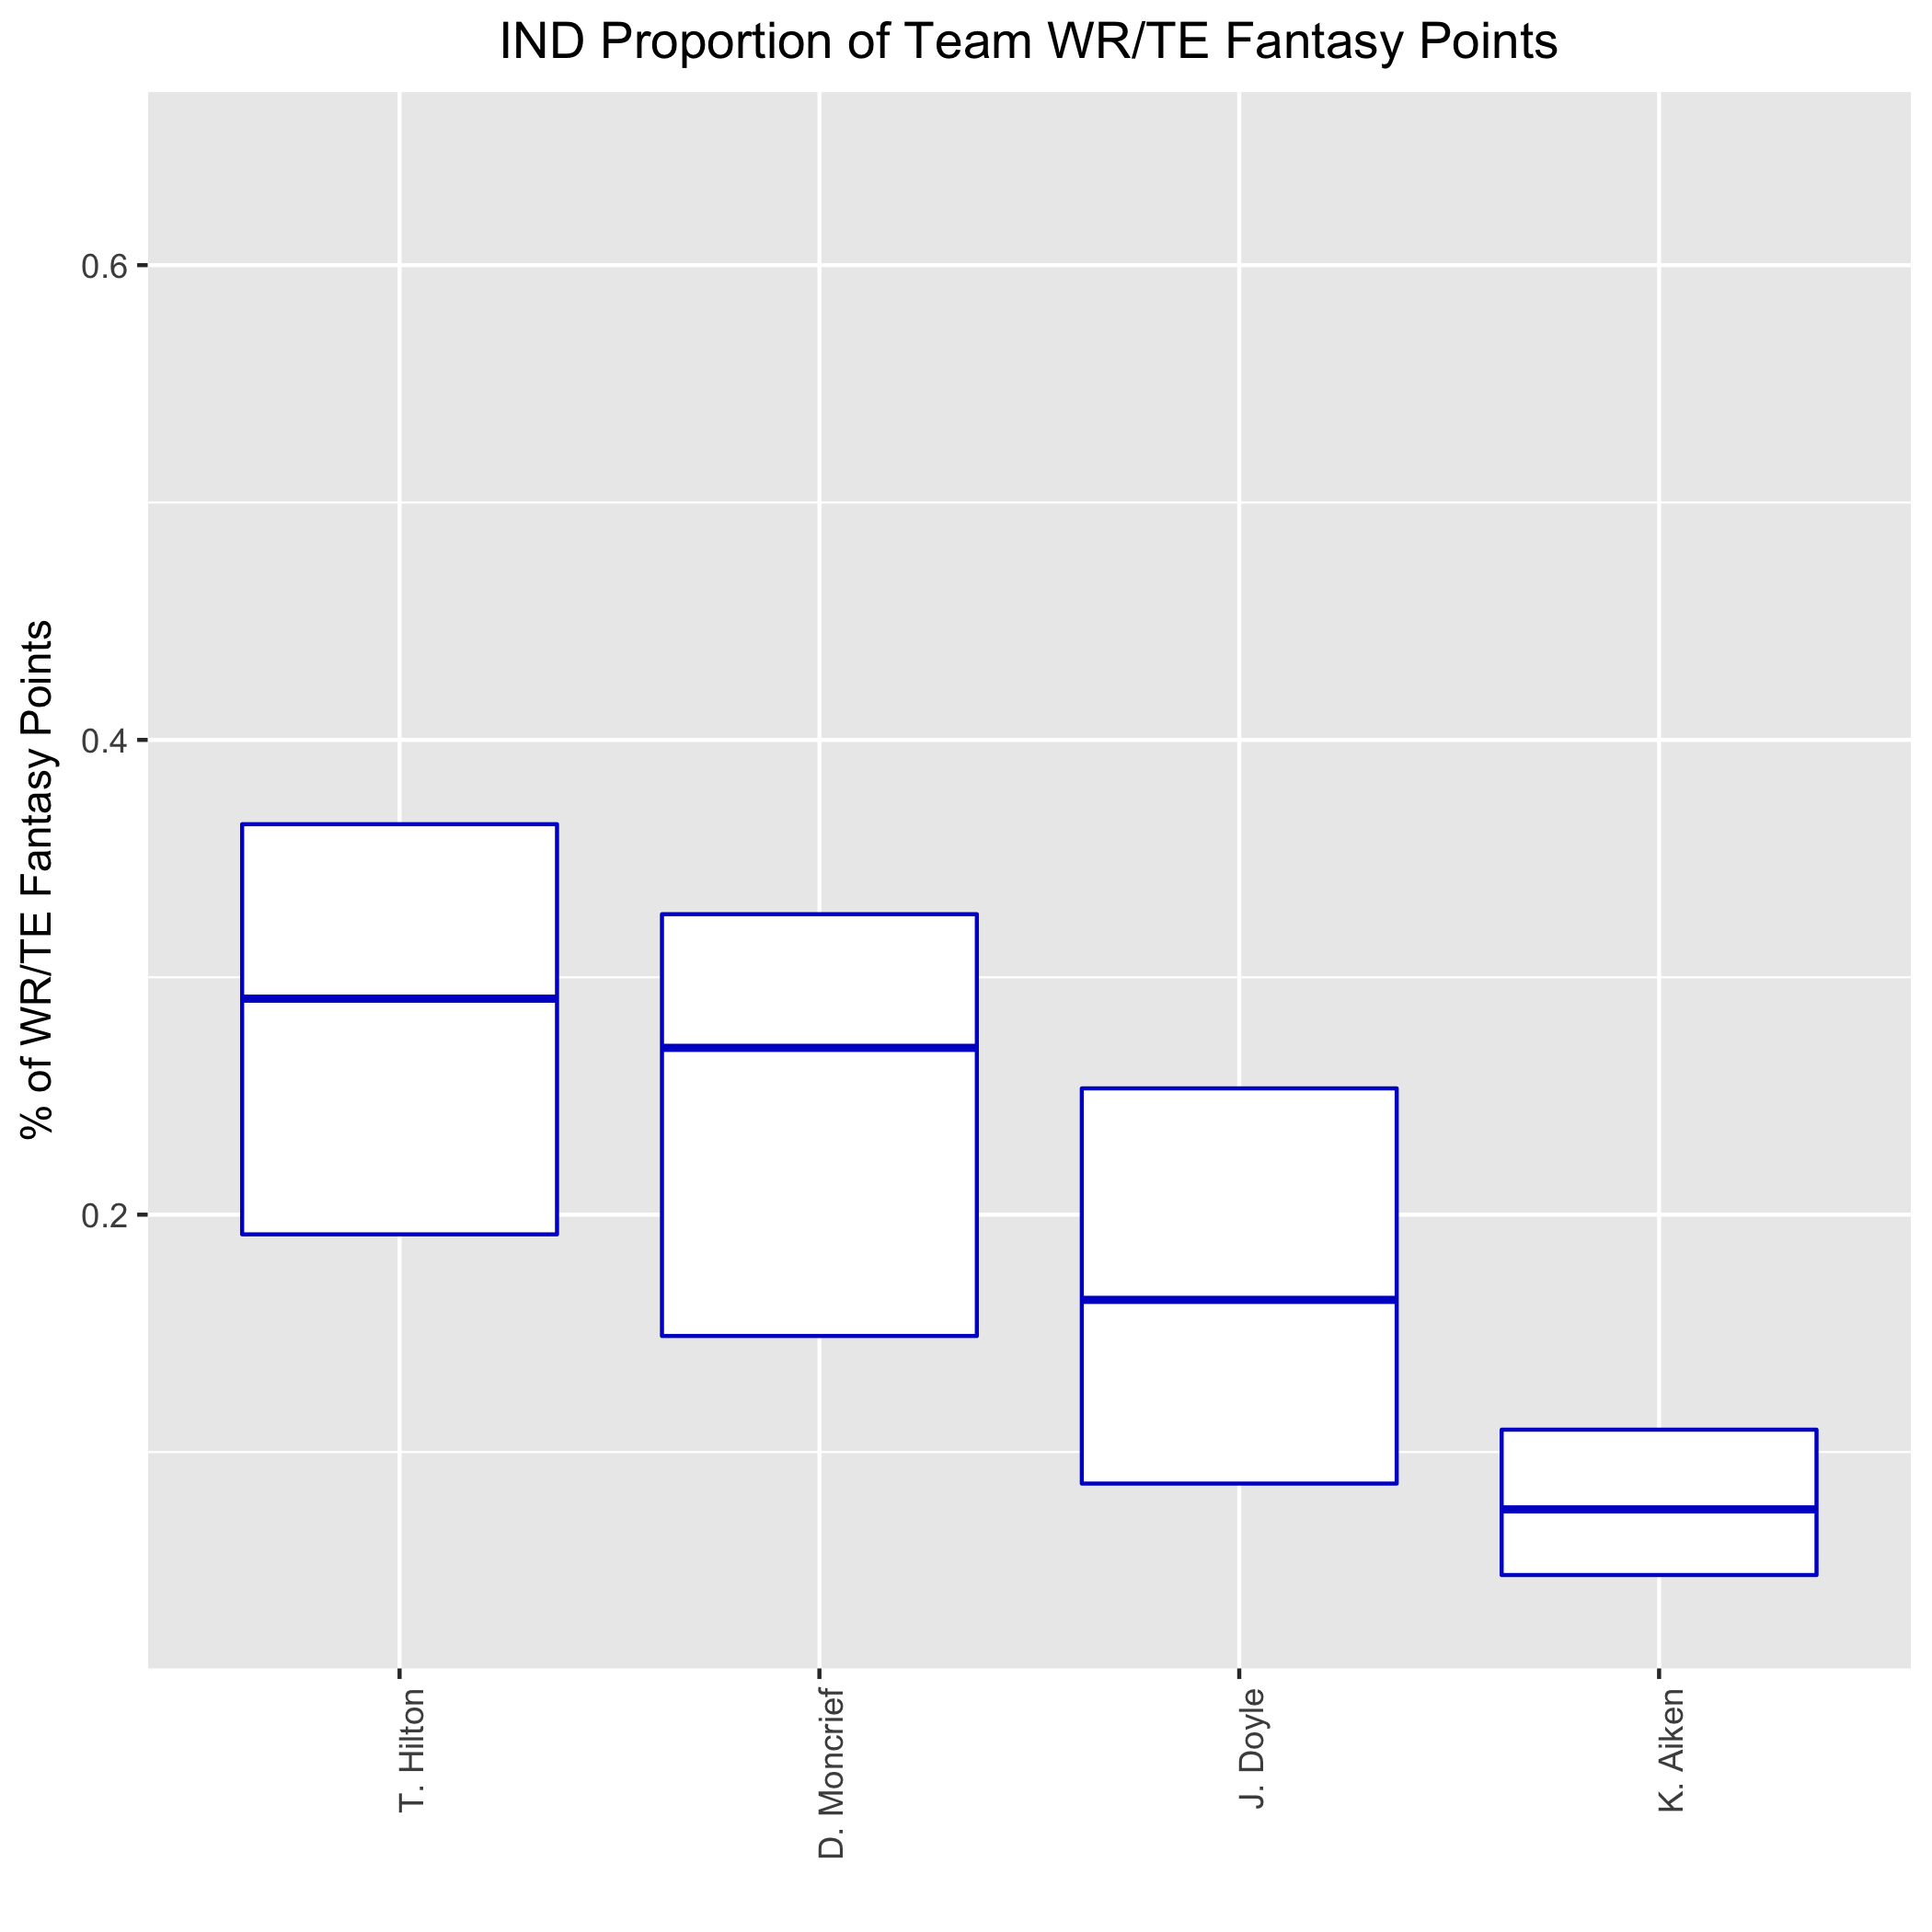 IND Proportion of Team WR/TE Fantasy Points
% of WR/TE Fantasy Points
0.6
0.4
0.2
T. Hilton
D. Moncrief
J. Doyle
K. Aiken